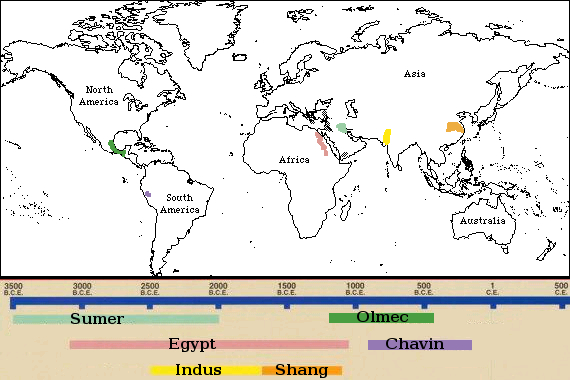 Asia
North
America
Africa
South
America
Australia
3500 3000 2500 2000 1500 1000 500 1 500
B.C.E. B.C.E. B.C.E. B.C.E. B.C.E. B.C.E. B.C.E. C.E. C.E.
Sumer Olmec
Egypt Chavin
Indus Shang